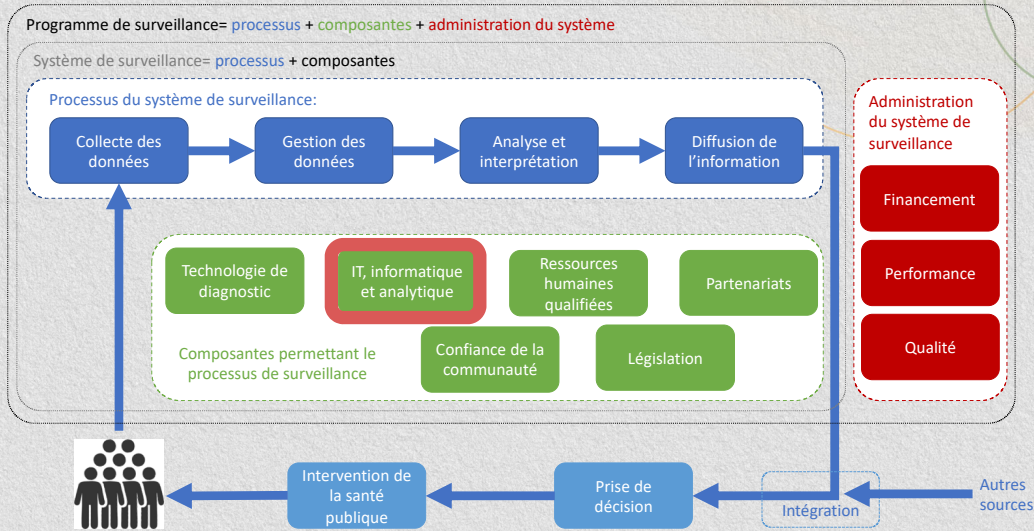 Programme de surveillance= processus + composantes + administration du système
Système de surveillance= processus + composantes
Processus du système de surveillance:
Collecte des
données
Gestion des
données
Analyse et
interprétation
Diffusion de
l’information
Administration
du système de
surveillance
Financement
Performance
Qualité
Technologie de
diagnostic
IT, informatique
et analytique
Ressources
humaines
qualifiées
Partenariats
Composantes permettant le
processus de surveillance
Confiance de la
communauté
Législation
Intervention de
la santé
publique
Prise de
décision
Intégration
Autres
sources